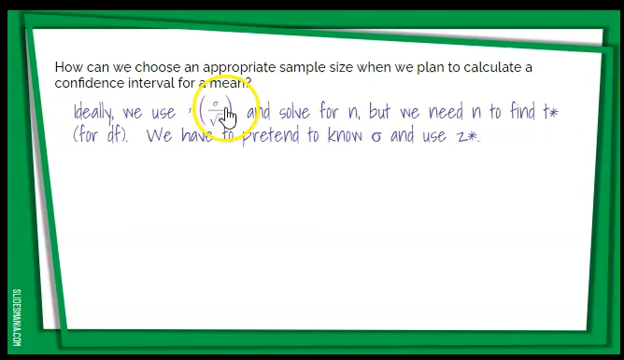 How can we choose an appropriate sample size when we plan to calculate a
confidence interval for a mean?
Ideally, we use (σ/√ ) and solve for n, but we need n to find t*
(for df). We have to pretend to know σ and use z*.
SLIDESMANIA.COM